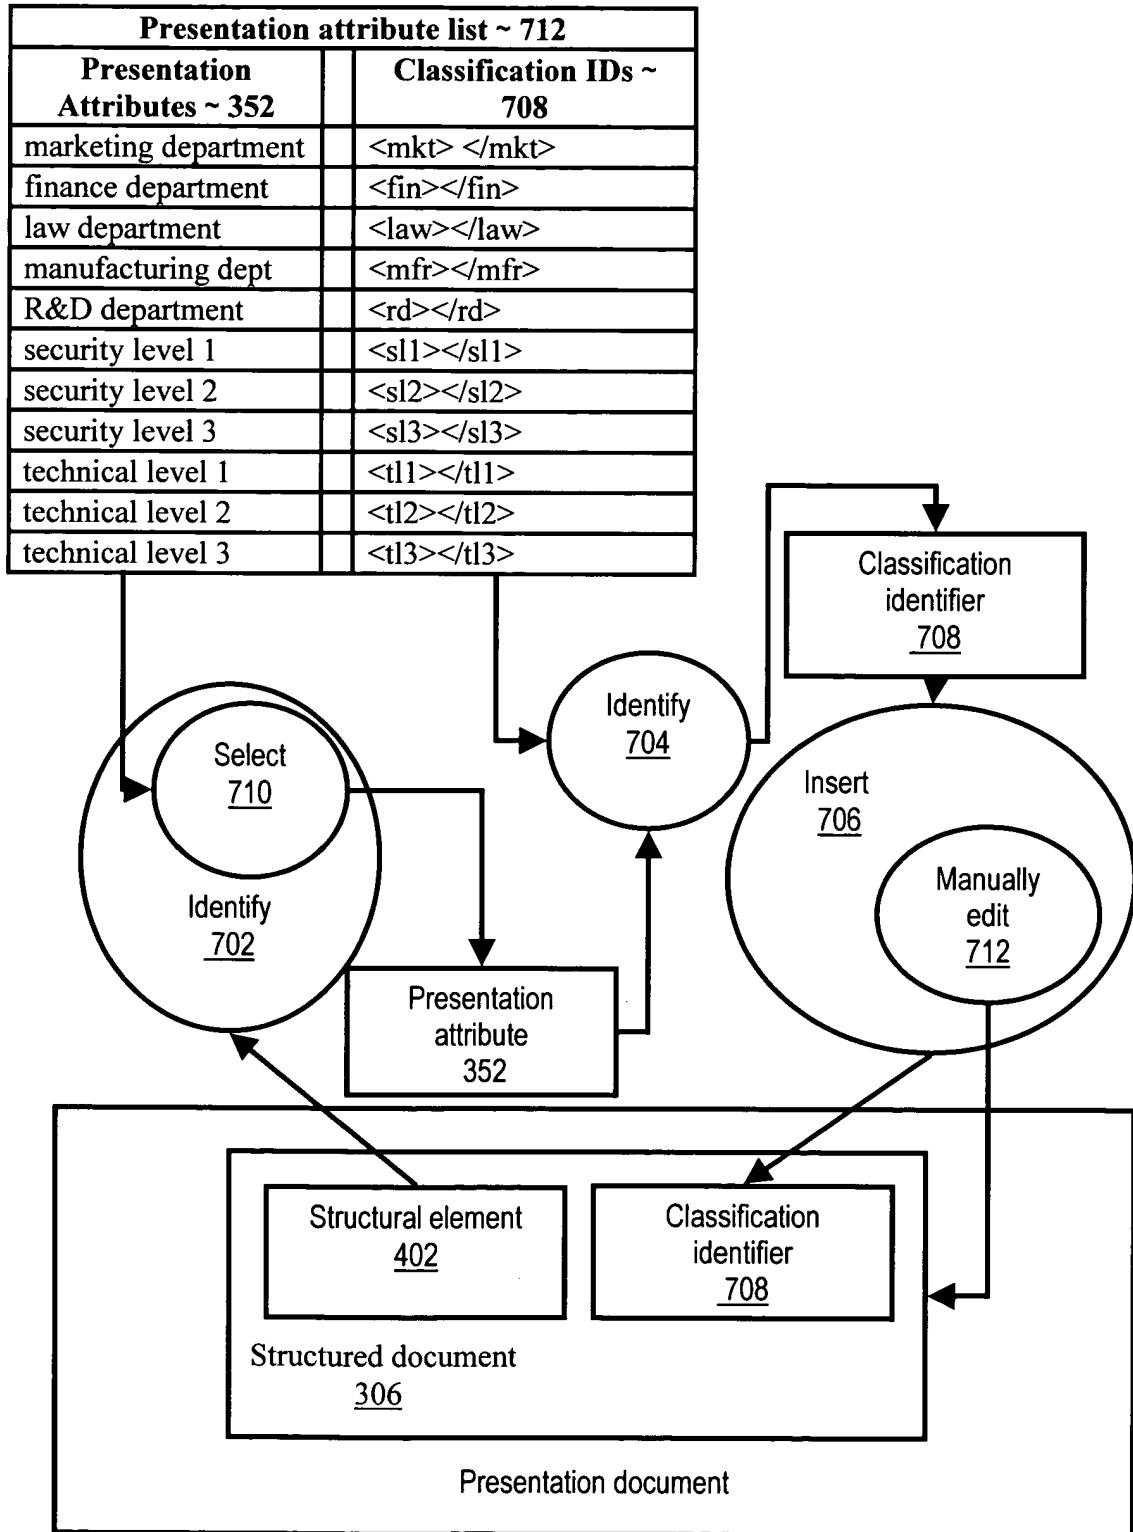 Presentation attribute list ~ 712
Presentation Attributes ~ 352
Classification IDs ~ 708
marketing department <mkt> </mkt>
finance department <fin></fin>
law department <law></law>
manufacturing dept <mfr></mfr>
R&D department <rd></rd>
security level 1 <sl1></sl1>
security level 2 <sl2></sl2>
security level 3 <sl3></sl3>
technical level 1 <tl1></tl1>
technical level 2 <tl2></tl2>
technical level 3 <tl3></tl3>
Classification
identifier
708
Identify
704
Select
710
Insert
706
Identify
702
Manually
edit
712
Presentation
attribute
352
Structural element
402
Classification
identifier
708
Structured document
306
Presentation document